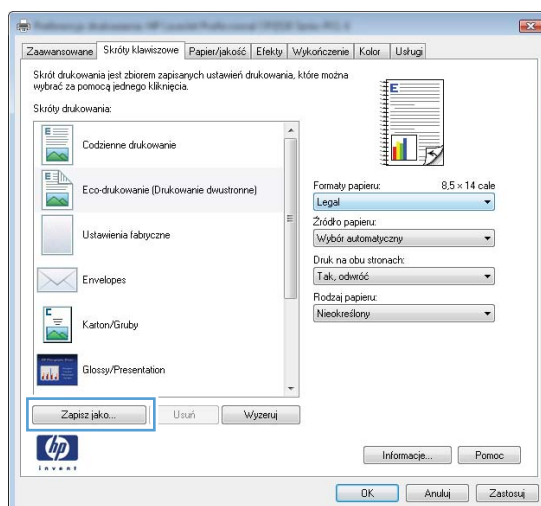 Zaawansowane Skróty klawiszowe Papier/jakość Efekty Wykończenie Kolor Usługi
Skrót drukowania jest zbiorem zapisanych ustawień drukowania, które można
wybrać za pomocą jednego kliknięcia.
Skróty drukowania:
Codzienne drukowanie
Eco-drukowanie (Drukowanie dwustronne)
Ustawienia fabryczne
Envelopes
Karton/Gruby
Glossy/Presentation
Zapisz jako... Usuń Wyzeruj
E
Formaty papieru: 8,5 × 14 cale
Legal
Źródło papieru:
Wybór automatyczny
Druk na obu stronach:
Tak, odwróć
Rodzaj papieru:
Nieokreślony
hp
invent
Informacje... Pomoc
OK Anuluj Zastosuj